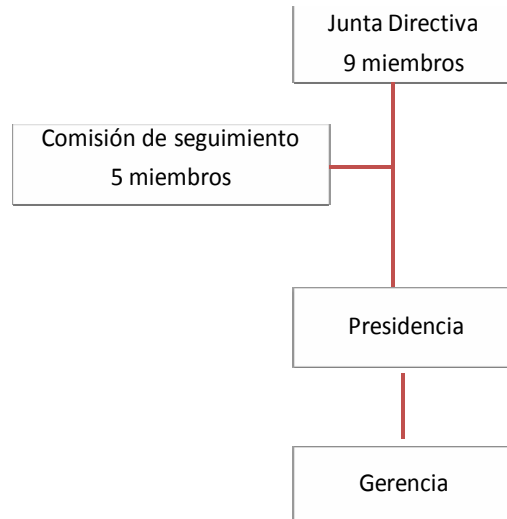 Junta Directiva
9 miembros
Comisión de seguimiento
5 miembros
Presidencia
Gerencia